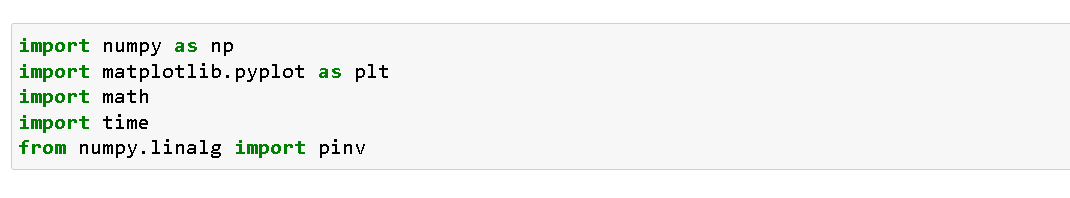 import numpy as np
import matplotlib.pyplot as plt
import math
import time
from numpy.linalg import pinv